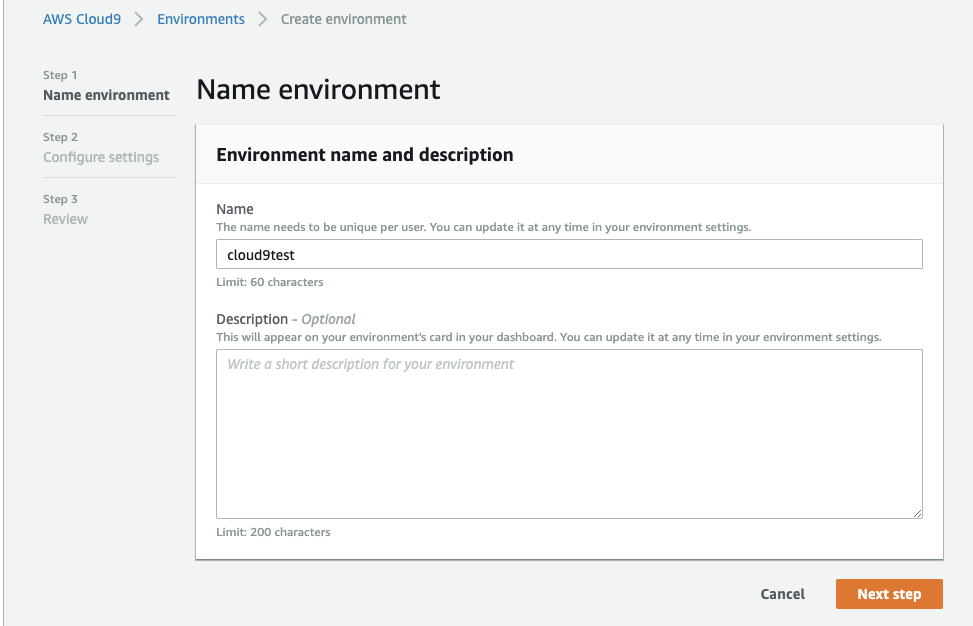 AWS Cloud9 > Environments > Create environment
Step 1
Name environment
Step 2
Configure settings
Step 3
Review
Name environment
Environment name and description
Name
The name needs to be unique per user. You can update it at any time in your environment settings.
cloud9test
Limit: 60 characters
Description – Optional
This will appear on your environment's card in your dashboard. You can update it at any time in your environment settings.
Write a short description for your environment
Limit: 200 characters
Cancel
Next step